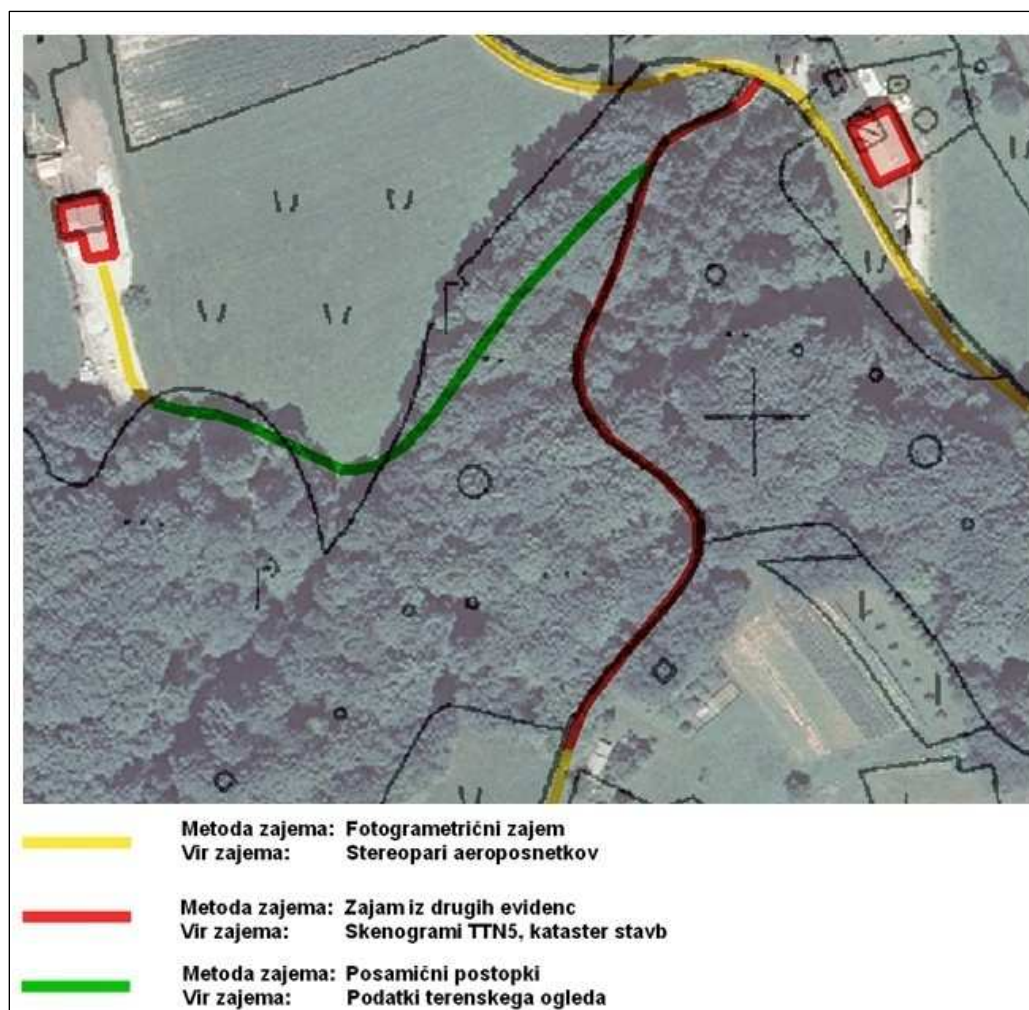 Metoda zajema: Fotogrametrični zajem
Vir zajema: Stereopari aeroposnetkov
Metoda zajema: Zajam iz drugih evidenc
Vir zajema: Skenogrami TTN5, kataster stavb
Metoda zajema: Posamični postopki
Vir zajema: Podatki terenskega ogleda